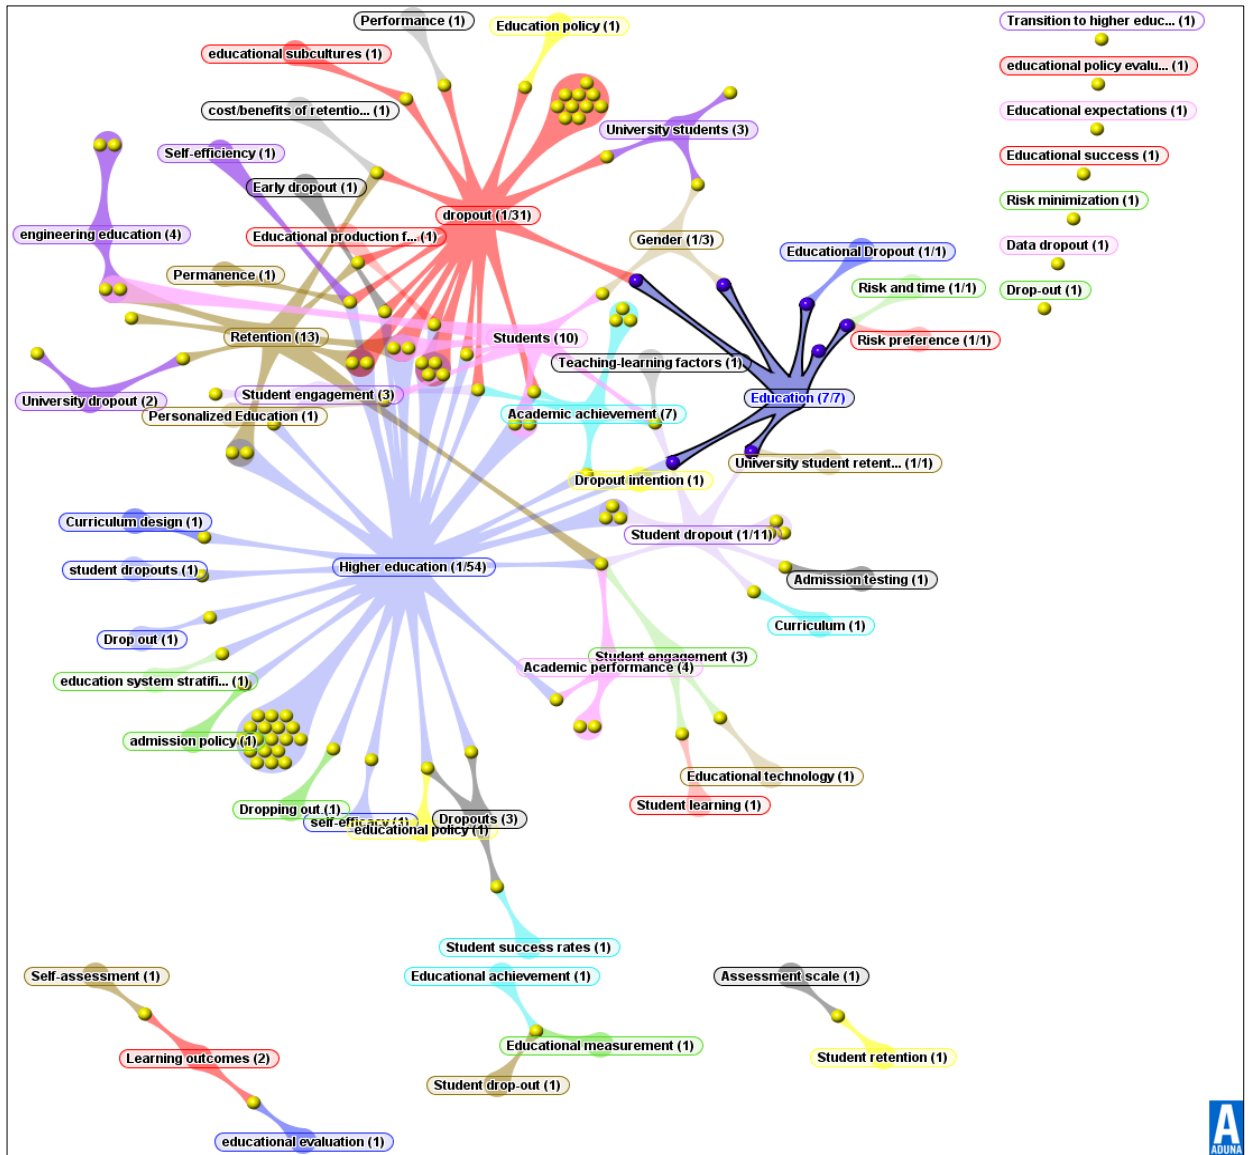 Performance (1)
Education policy (1)
Transition to higher educ... (1)
educational subcultures (1)
educational policy evalu... (1)
cost/benefits of retentio... (1)
Educational expectations (1)
University students (3)
Self-efficiency (1)
Educational success (1)
Early dropout (1)
Risk minimization (1)
dropout (1/31)
engineering education (4)
Educational production f... (1)
Gender (1/3)
Data dropout (1)
Educational Dropout (1/1)
Permanence (1)
Risk and time (1/1)
Drop-out (1)
Retention (13)
Students (10)
Risk preference (1/1)
Teaching-learning factors (1)
University dropout (2)
Student engagement (3)
Education (7/7)
Personalized Education (1)
Academic achievement (7)
University student retent... (1/1)
Dropout intention (1)
Curriculum design (1)
Student dropout (1/11)
student dropouts (1)
Higher education (1/54)
Admission testing (1)
Curriculum (1)
Drop out (1)
Student engagement (3)
Academic performance (4)
education system stratifi... (1)
admission policy (1)
Educational technology (1)
Student learning (1)
Dropping out (1)
self-efficacy (1)
Dropouts (3)
educational policy (1)
Student success rates (1)
Self-assessment (1)
Educational achievement (1)
Assessment scale (1)
Learning outcomes (2)
Educational measurement (1)
Student retention (1)
Student drop-out (1)
educational evaluation (1)
A
ADUNA